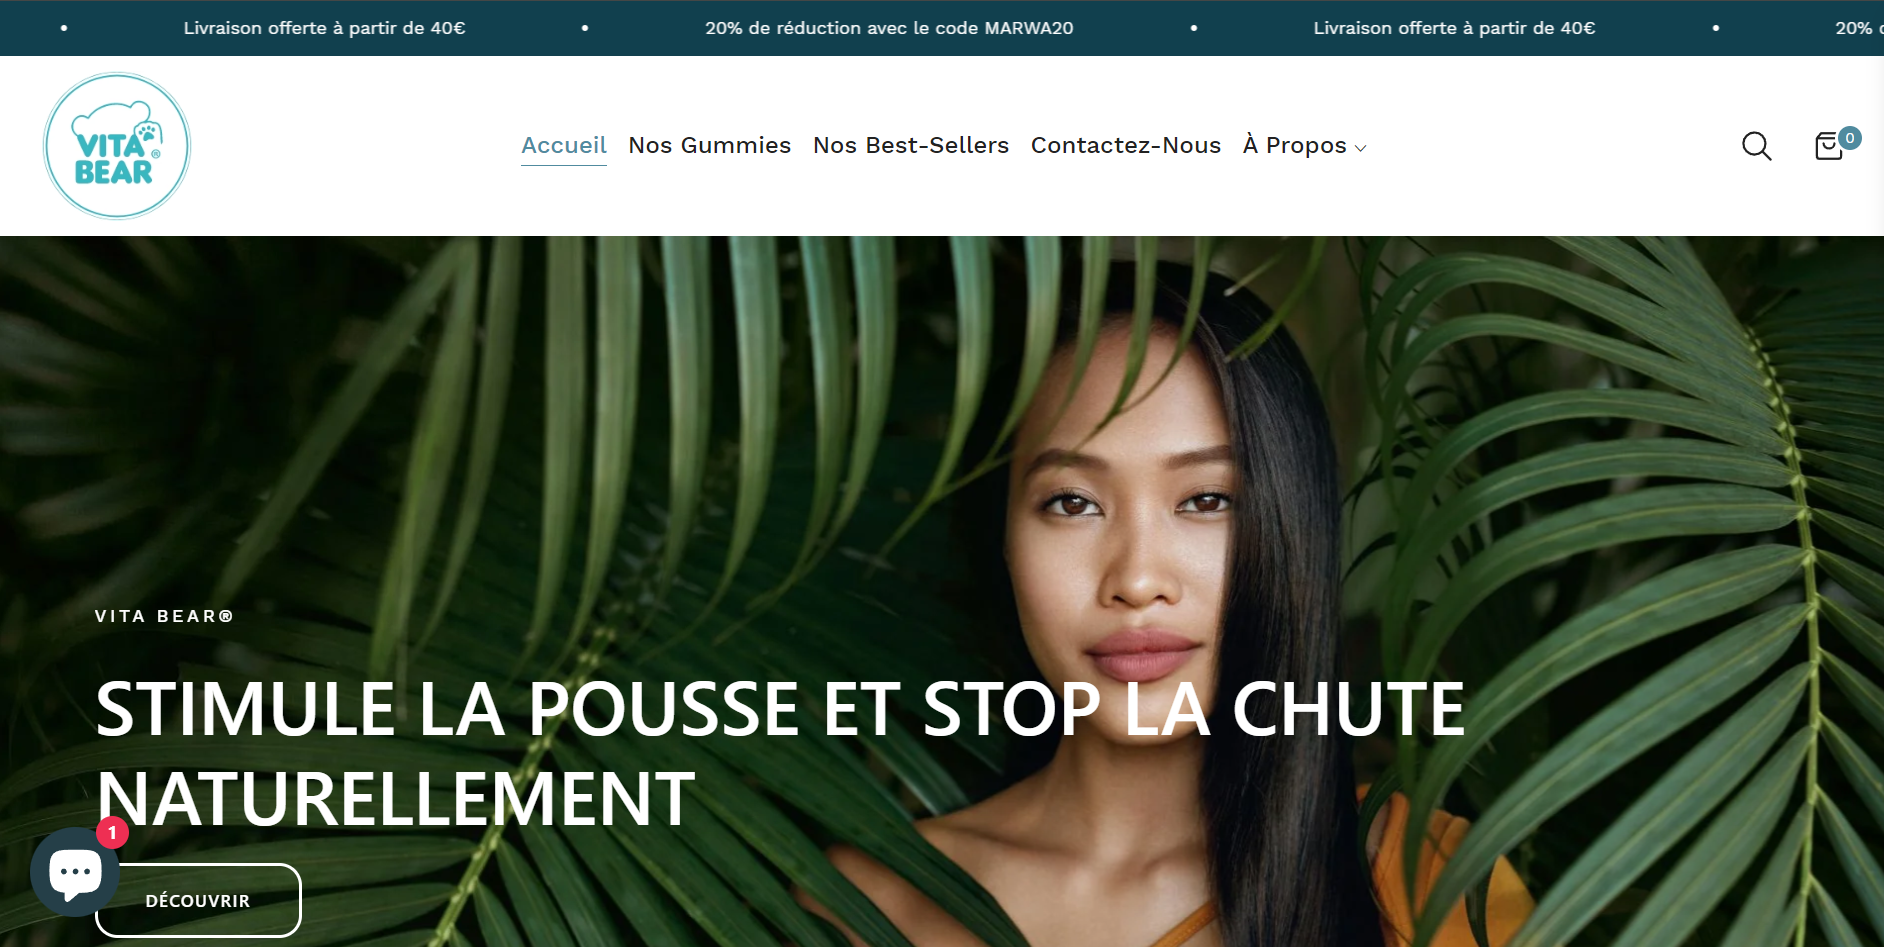 Livraison offerte à partir de 40€ • 20% de réduction avec le code MARWA20 • Livraison offerte à partir de 40€ • 20%
VITA
BEAR
®
Accueil Nos Gummies Nos Best-Sellers Contactez-Nous À Propos
0
VITA BEAR®
STIMULE LA POUSSE ET STOP LA CHUTE
NATURELLEMENT
1
DÉCOUVRIR